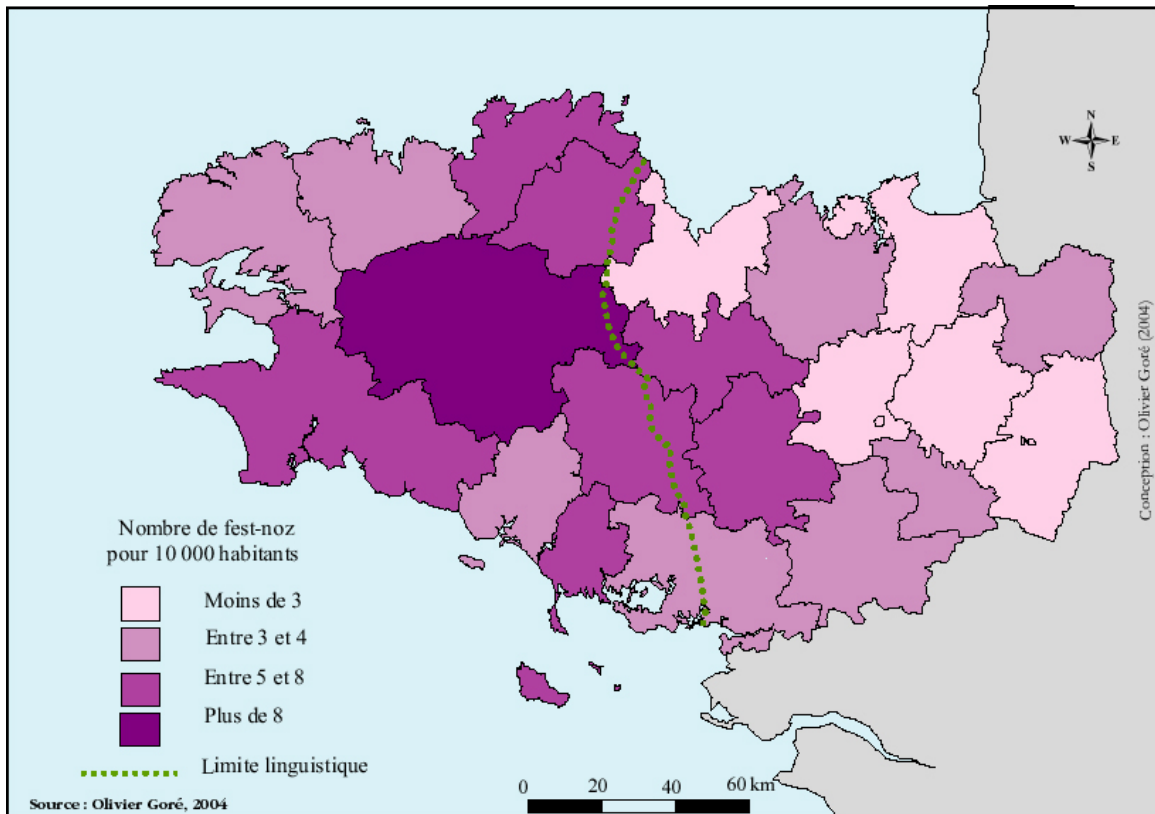 N
W E
S
Conception : Olivier Goré (2004)
Nombre de fest-noz
pour 10 000 habitants
Moins de 3
Entre 3 et 4
Entre 5 et 8
Plus de 8
Limite linguistique
0 20 40 60 km
Source : Olivier Goré, 2004